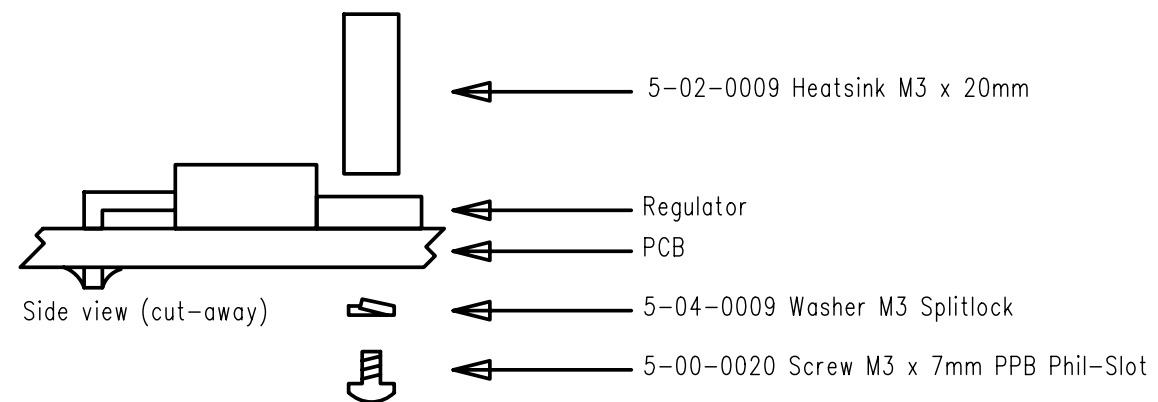 5-02-0009 Heatsink M3 x 20mm
Regulator
PCB
Side view (cut-away)
5-04-0009 Washer M3 Splitlock
5-00-0020 Screw M3 x 7mm PPB Phil-Slot